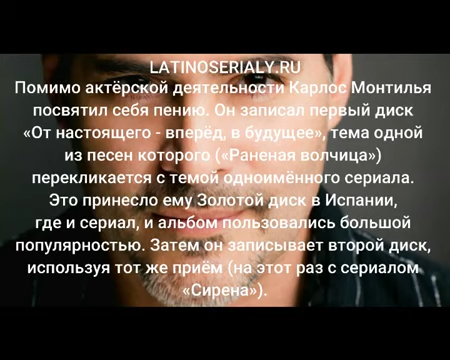 LATINOSERIALY.RU
Помимо актёрской деятельности Карлос Монтилья
посвятил себя пению. Он записал первый диск
«От настоящего - вперёд, в будущее», тема одной
из песен которого («Раненая волчица»)
перекликается с темой одноимённого сериала.
Это принесло ему Золотой диск в Испании,
где и сериал, и альбом пользовались большой
популярностью. Затем он записывает второй диск,
используя тот же приём (на этот раз с сериалом
«Сирена»).